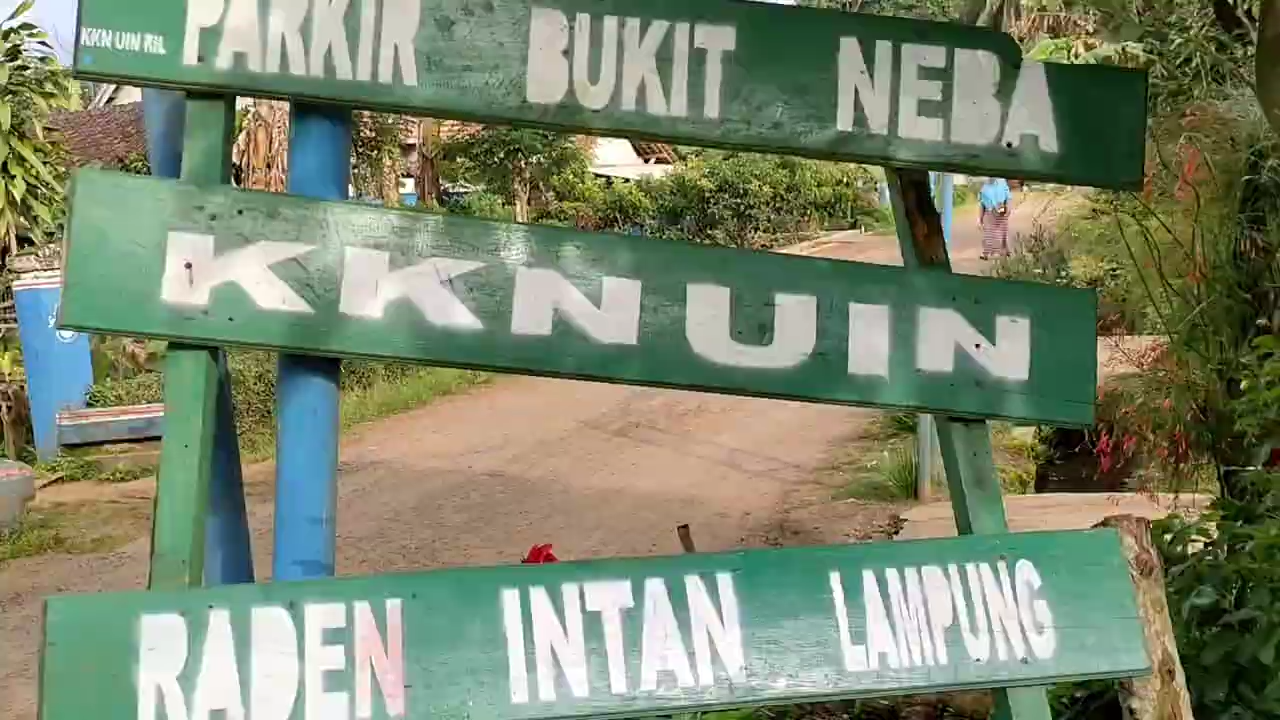 KKN UIN RIL
PARKIR BUKIT NEBA
KKN UIN
RADEN INTAN LAMPUNG